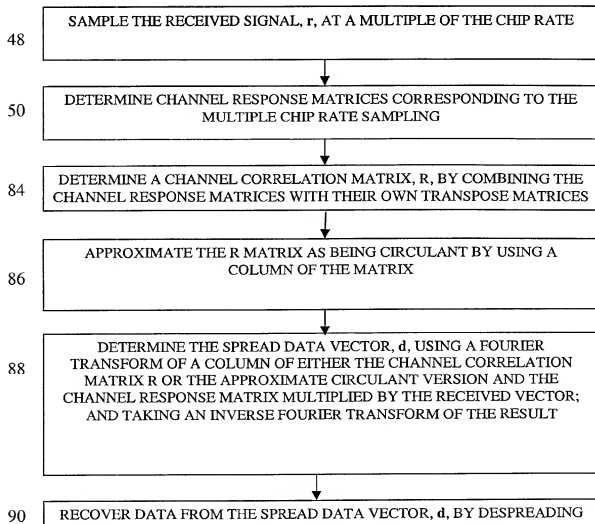 SAMPLE THE RECEIVED SIGNAL, r, AT A MULTIPLE OF THE CHIP RATE
48
50
DETERMINE CHANNEL RESPONSE MATRICES CORRESPONDING TO THE
MULTIPLE CHIP RATE SAMPLING
84
DETERMINE A CHANNEL CORRELATION MATRIX, R, BY COMBINING THE
CHANNEL RESPONSE MATRICES WITH THEIR OWN TRANSPOSE MATRICES
86
APPROXIMATE THE R MATRIX AS BEING CIRCULANT BY USING A
COLUMN OF THE MATRIX
88
DETERMINE THE SPREAD DATA VECTOR, d, USING A FOURIER
TRANSFORM OF A COLUMN OF EITHER THE CHANNEL CORRELATION
MATRIX R OR THE APPROXIMATE CIRCULANT VERSION AND THE
CHANNEL RESPONSE MATRIX MULTIPLIED BY THE RECEIVED VECTOR;
AND TAKING AN INVERSE FOURIER TRANSFORM OF THE RESULT
90
RECOVER DATA FROM THE SPREAD DATA VECTOR, d, BY DESPREADING